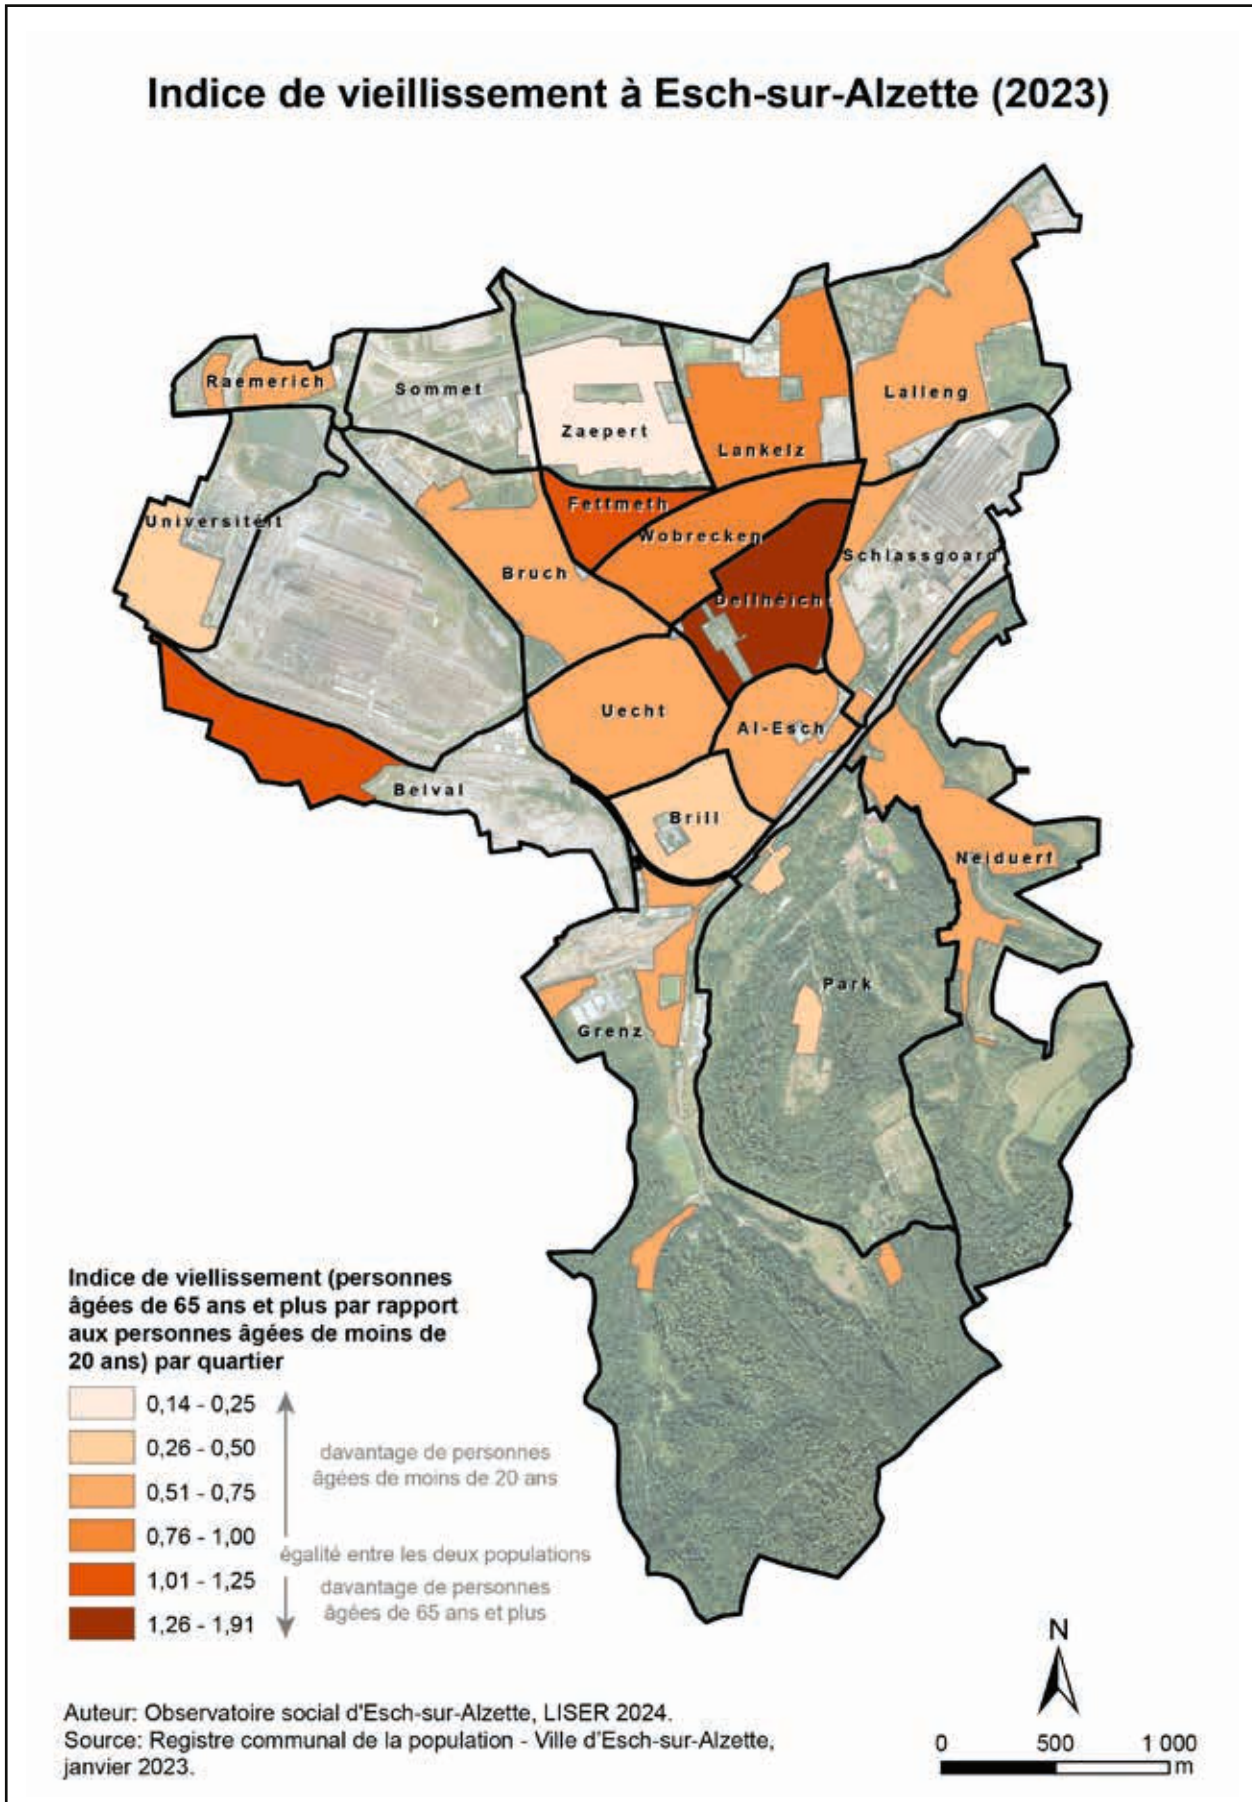 Indice de vieillissement à Esch-sur-Alzette (2023)
Raemerich
Sommet
Zaepert
Lankelz
Lalleng
Universitéit
Fettmeth
Wobrecken
Bruch
Schlassgoard
Dellhéicht
Uecht
Al-Esch
Belval
Brill
Neiduerf
Park
Grenz
Indice de viellissement (personnes
âgées de 65 ans et plus par rapport
aux personnes âgées de moins de
20 ans) par quartier
0,14 - 0,25
0,26 - 0,50
0,51 - 0,75
0,76 - 1,00
1,01 - 1,25
1,26 - 1,91
davantage de personnes
âgées de moins de 20 ans
égalité entre les deux populations
davantage de personnes
âgées de 65 ans et plus
Auteur: Observatoire social d'Esch-sur-Alzette, LISER 2024.
Source: Registre communal de la population - Ville d'Esch-sur-Alzette,
janvier 2023.
N
0 500 1 000
m